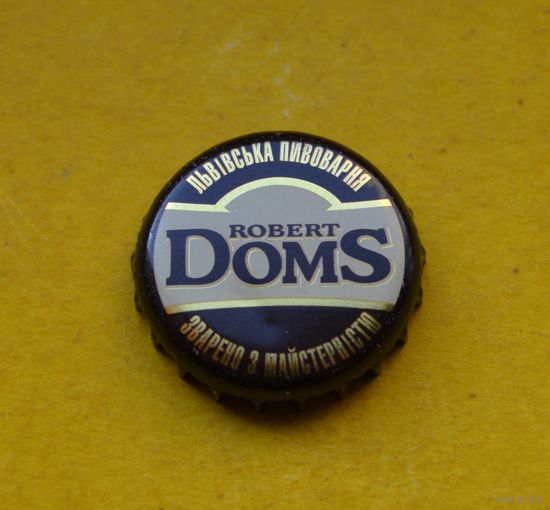 ЛЬВІВСЬКА ПИВОВАРНЯ
ROBERT
DOMS
ЗВАРЕНО З МАЙСТЕРНІСТЮ